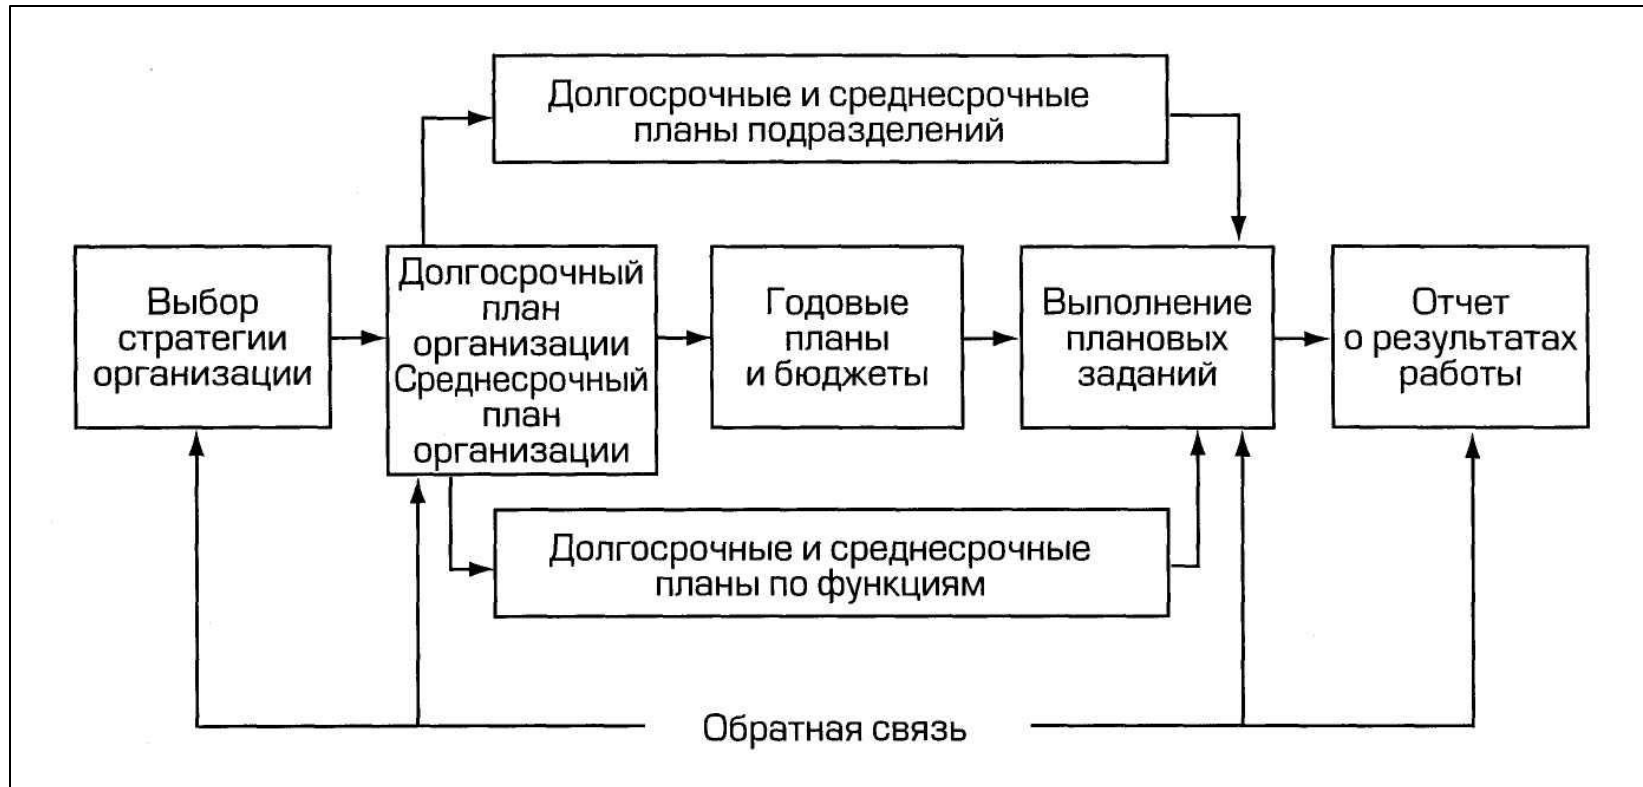 Долгосрочные и среднесрочные
планы подразделений
Выбор
стратегии
организации
Долгосрочный
план
организации
Среднесрочный
план
организации
Годовые
планы
и бюджеты
Выполнение
плановых
заданий
Отчет
о результатах
работы
Долгосрочные и среднесрочные
планы по функциям
Обратная связь